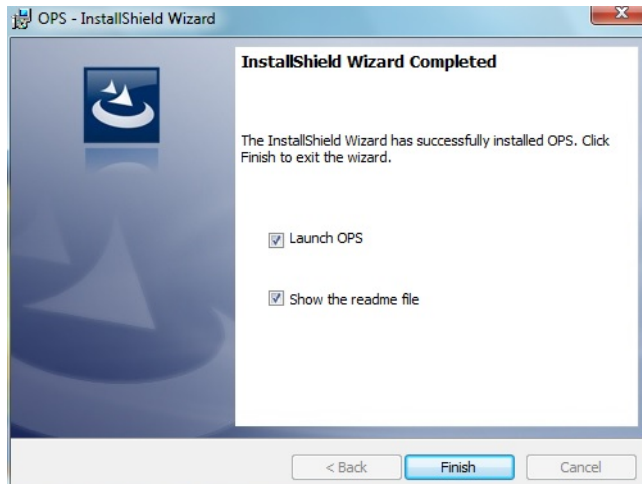 OPS - InstallShield Wizard
InstallShield Wizard Completed
The InstallShield Wizard has successfully installed OPS. Click
Finish to exit the wizard.
Launch OPS
Show the readme file
< Back
Finish
Cancel